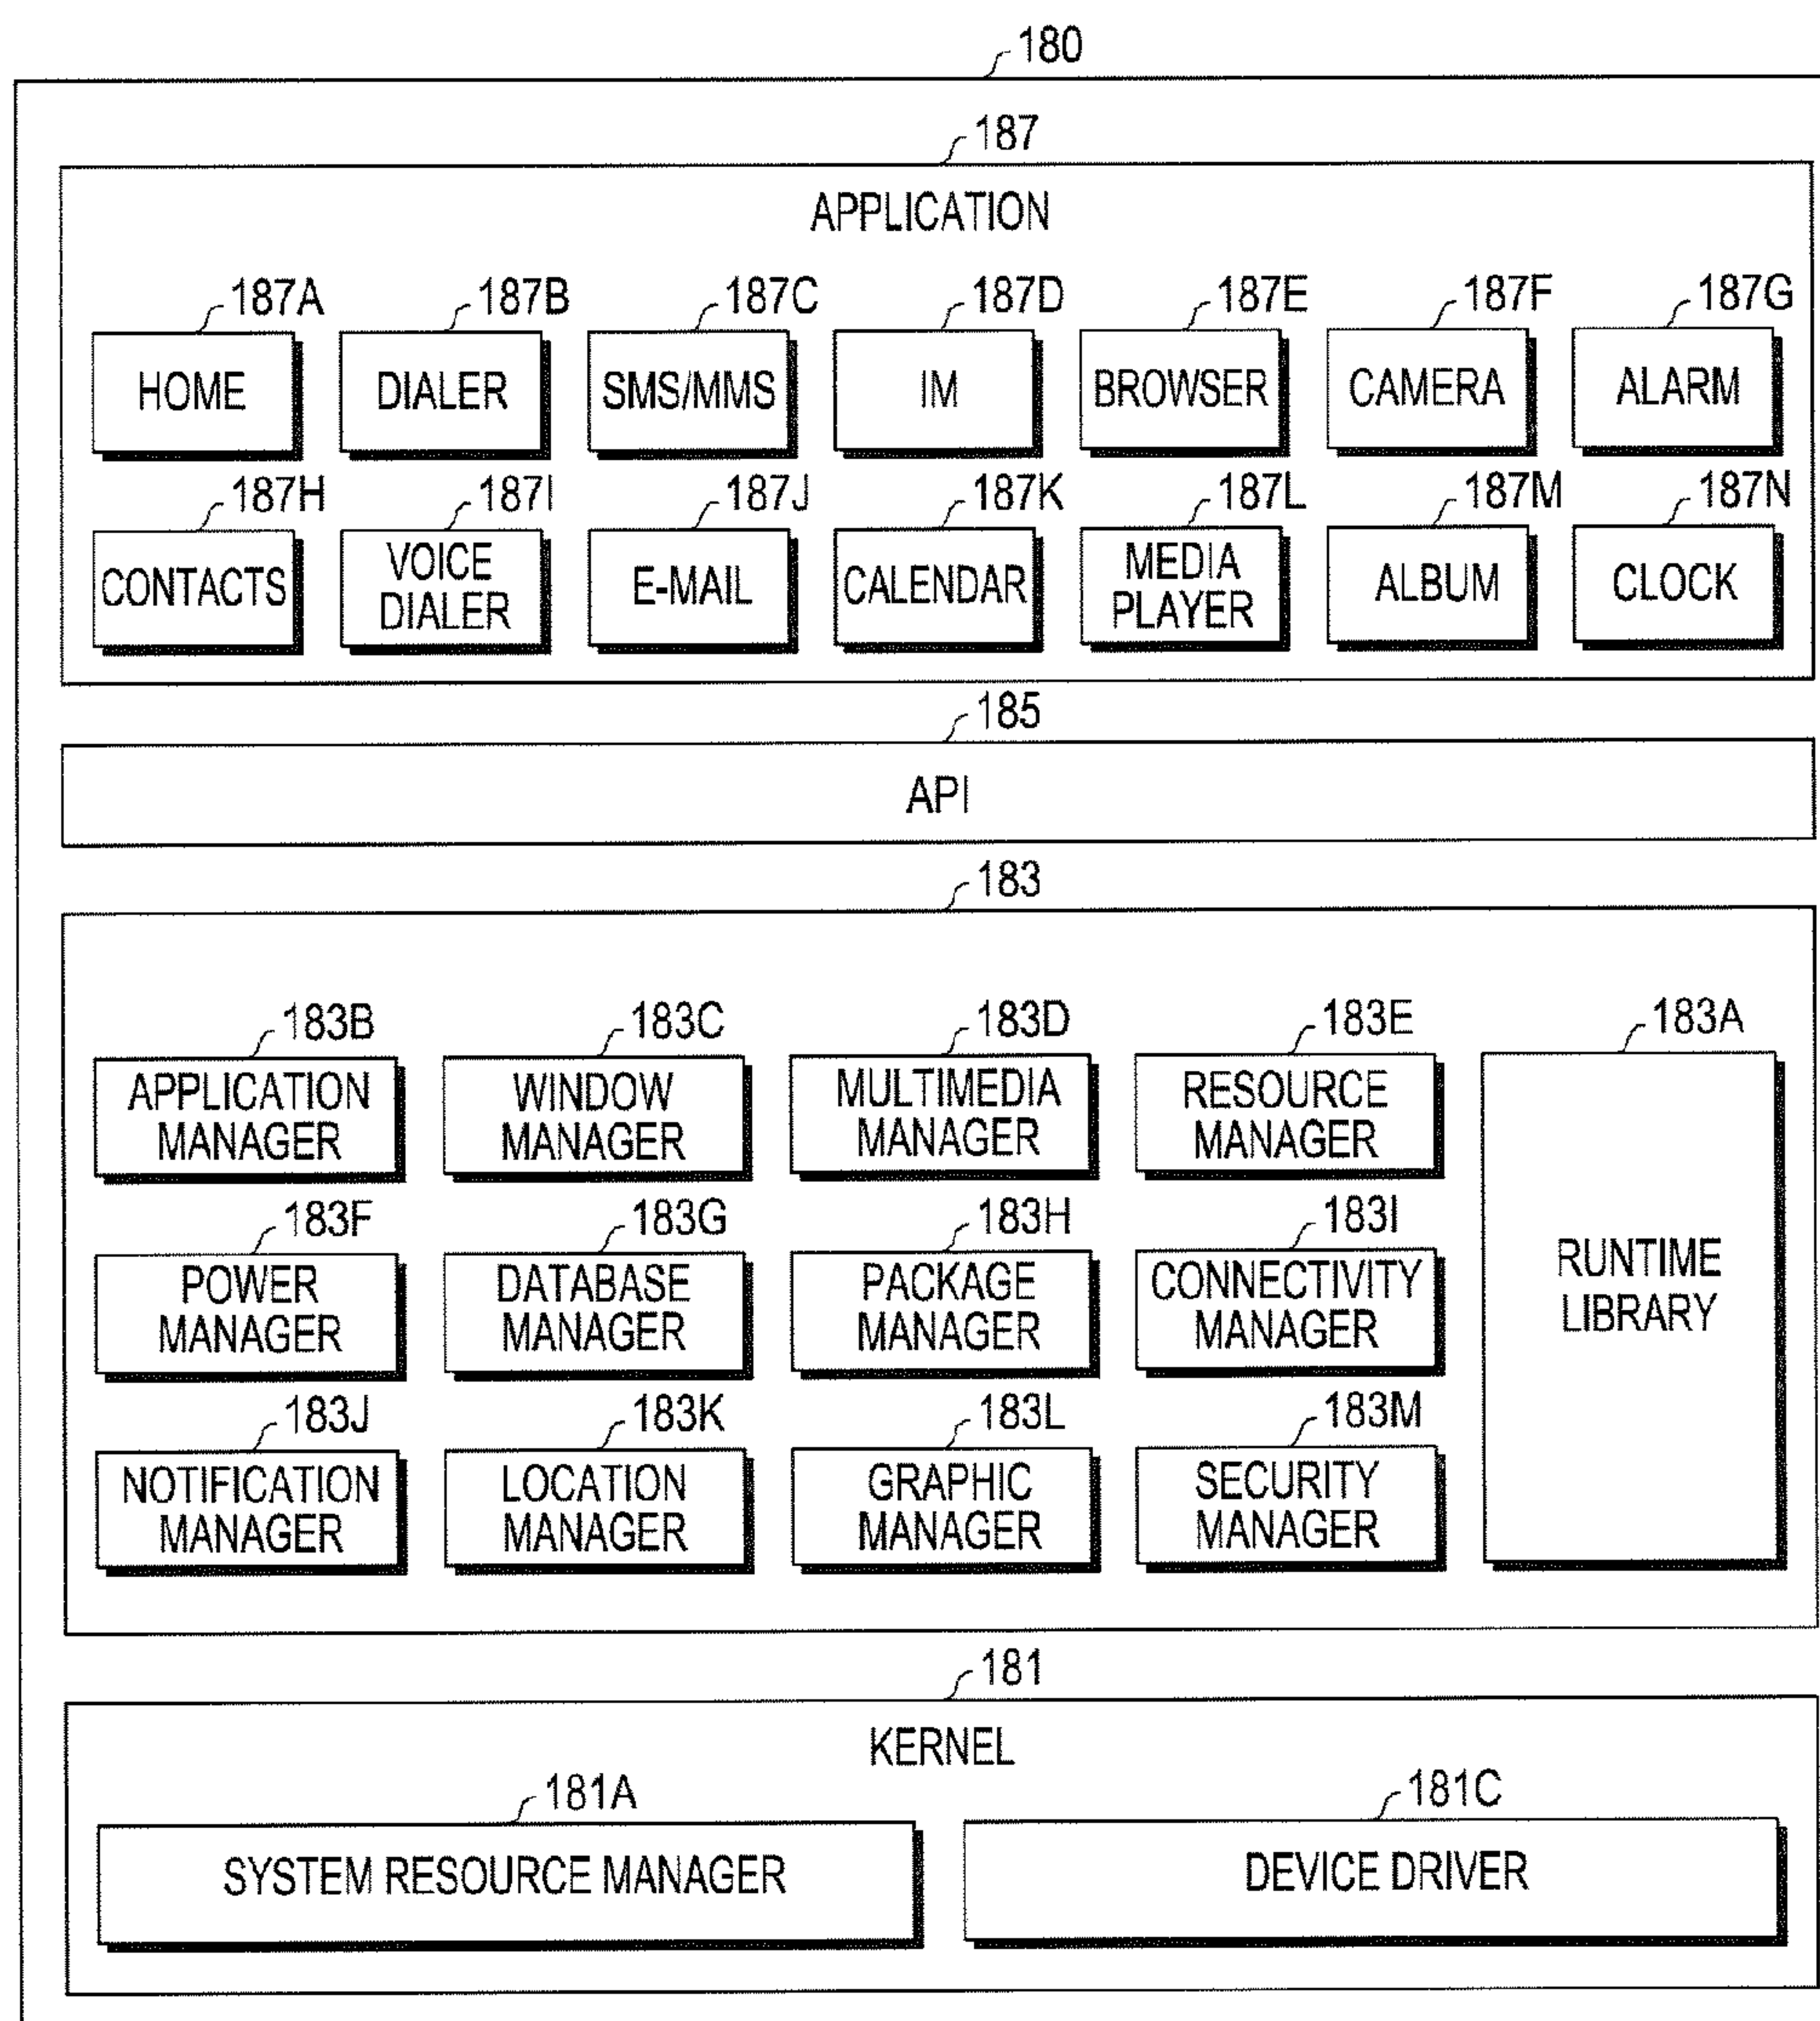 180
187
APPLICATION
187A 187B 187C 187D 187E 187F 187G
HOME DIALER SMS/MMS IM BROWSER CAMERA ALARM
187H 187I 187J 187K 187L 187M 187N
CONTACTS VOICE DIALER E-MAIL CALENDAR MEDIA PLAYER ALBUM CLOCK
185
API
183
183B 183C 183D 183E 183A
APPLICATION MANAGER WINDOW MANAGER MULTIMEDIA MANAGER RESOURCE MANAGER
183F 183G 183H 183I
POWER MANAGER DATABASE MANAGER PACKAGE MANAGER CONNECTIVITY MANAGER RUNTIME LIBRARY
183J 183K 183L 183M
NOTIFICATION MANAGER LOCATION MANAGER GRAPHIC MANAGER SECURITY MANAGER
181
KERNEL
181A 181C
SYSTEM RESOURCE MANAGER DEVICE DRIVER